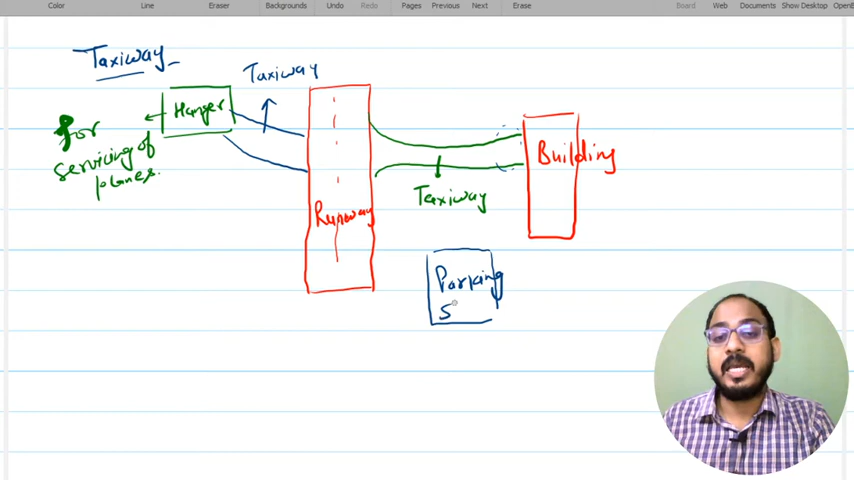 Color
Line
Eraser
Backgrounds
Undo
Redo
Pages
Previous
Next
Erase
Board
Web
Documents
Show Desktop
OpenB
Taxiway
Taxiway
Hanger
for
servicing of
planes.
Runway
Building
Taxiway
Parking
S